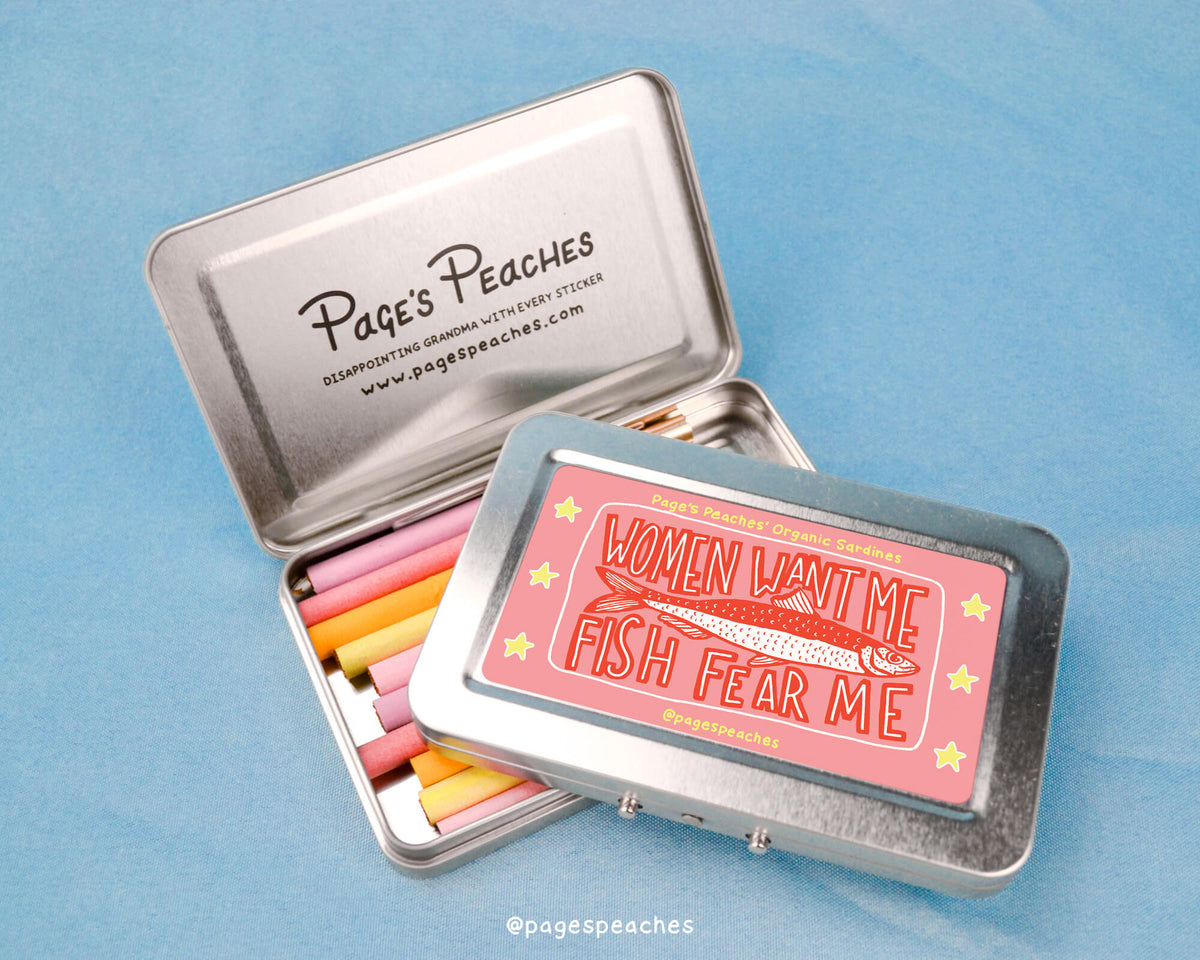 PAGE'S PEACHES
DISAPPOINTING GRANDMA WITH EVERY STICKER
www.pagespeaches.com
Page's Peaches' Organic Sardines
WOMEN WANT ME
FISH FEAR ME
@pagespeaches
@pagespeaches